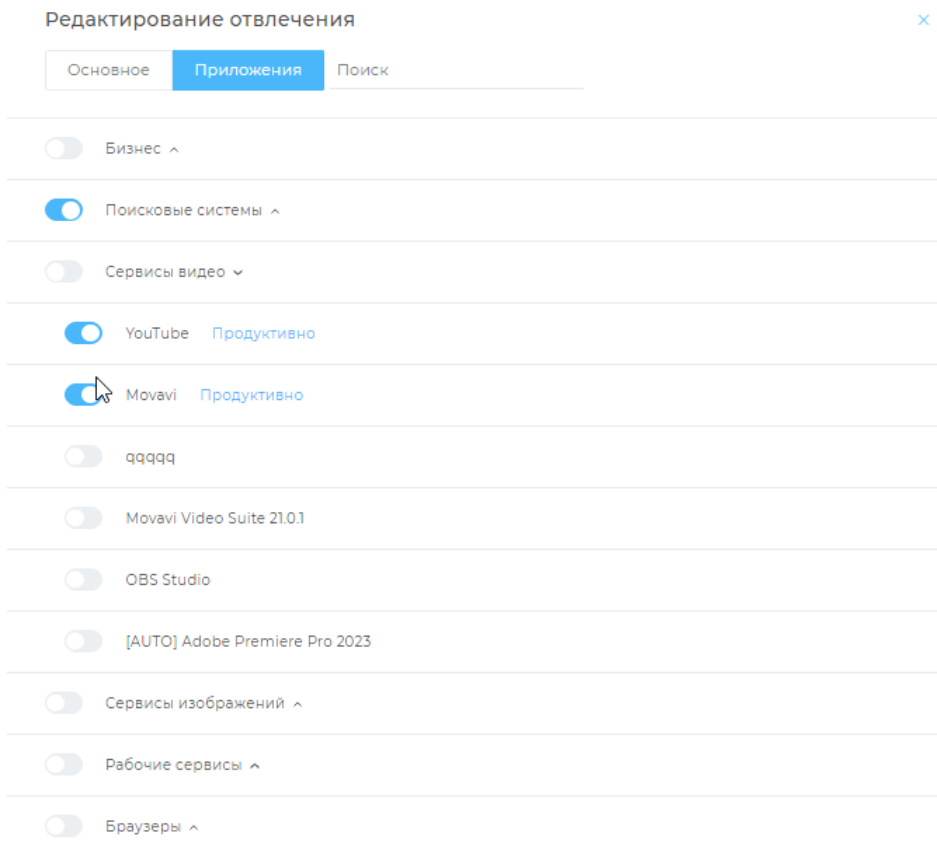 Редактирование отвлечения
Основное Приложения Поиск
Бизнес
Поисковые системы
Сервисы видео
YouTube Продуктивно
Movavi Продуктивно
qqqqq
Movavi Video Suite 21.0.1
OBS Studio
[AUTO] Adobe Premiere Pro 2023
Сервисы изображений
Рабочие сервисы
Браузеры